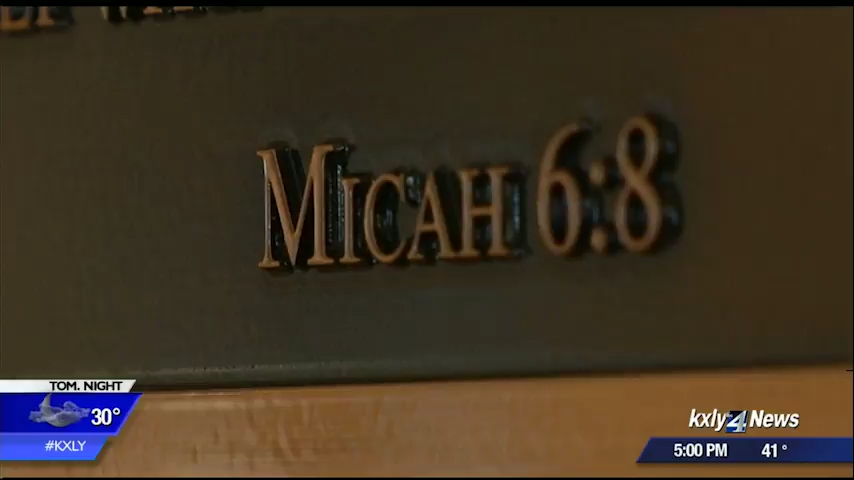 MICAH 6:8
TOM. NIGHT
30°
#KXLY
kxly4 News
5:00 PM 41°